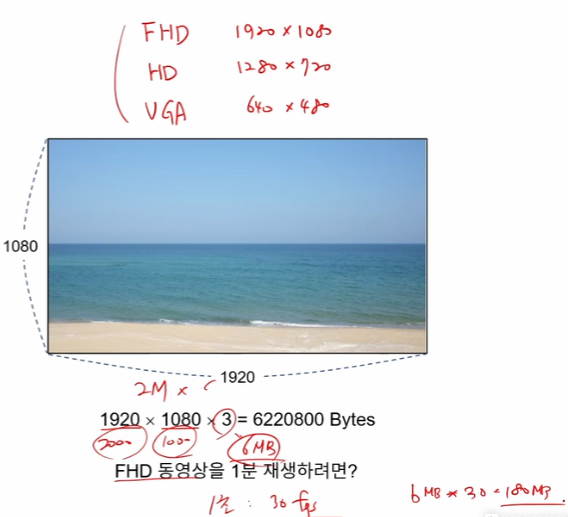 FHD 1920 × 1080
HD 1280 × 720
VGA 640 × 480
1080
1920
2M ×
1920 × 1080 × 3 = 6220800 Bytes
2000 1000 6MB
FHD 동영상을 1분 재생하려면?
1초 : 30 fps
6MB * 30 = 180MB.